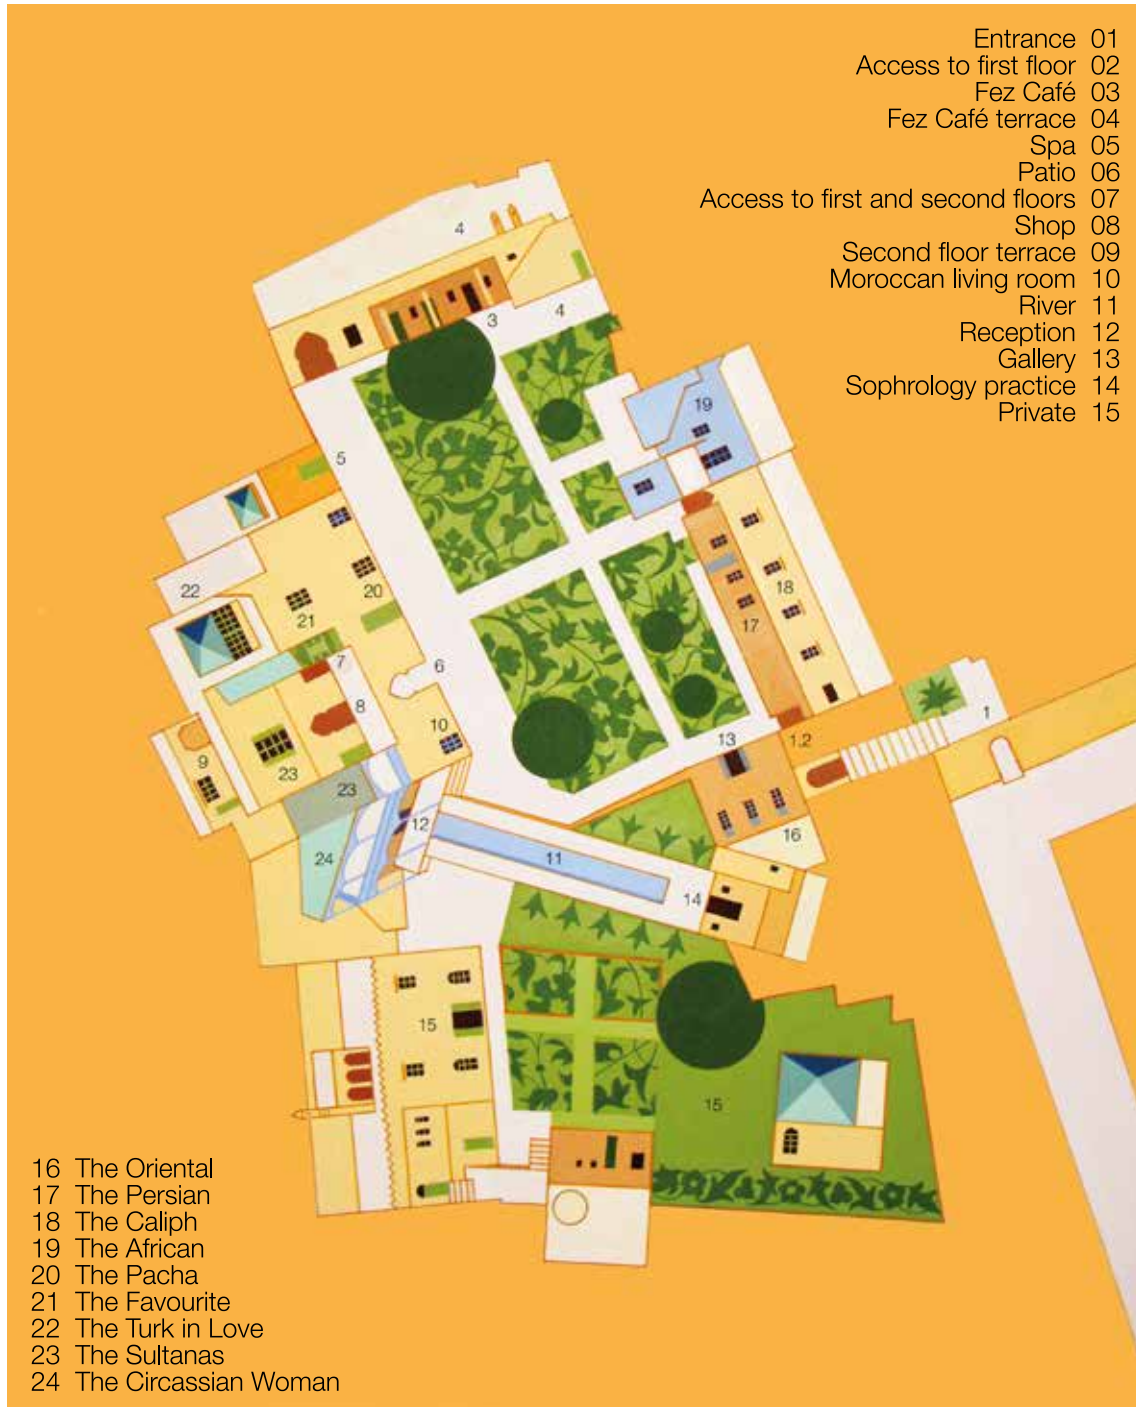 Entrance 01
Access to first floor 02
Fez Café 03
Fez Café terrace 04
Spa 05
Patio 06
Access to first and second floors 07
Shop 08
Second floor terrace 09
Moroccan living room 10
River 11
Reception 12
Gallery 13
Sophrology practice 14
Private 15
4
3
4
19
5
22
20
18
21
17
7
6
8
10
1
13
1.2
9
23
23
12
16
24
11
14
15
15
16 The Oriental
17 The Persian
18 The Caliph
19 The African
20 The Pacha
21 The Favourite
22 The Turk in Love
23 The Sultanas
24 The Circassian Woman